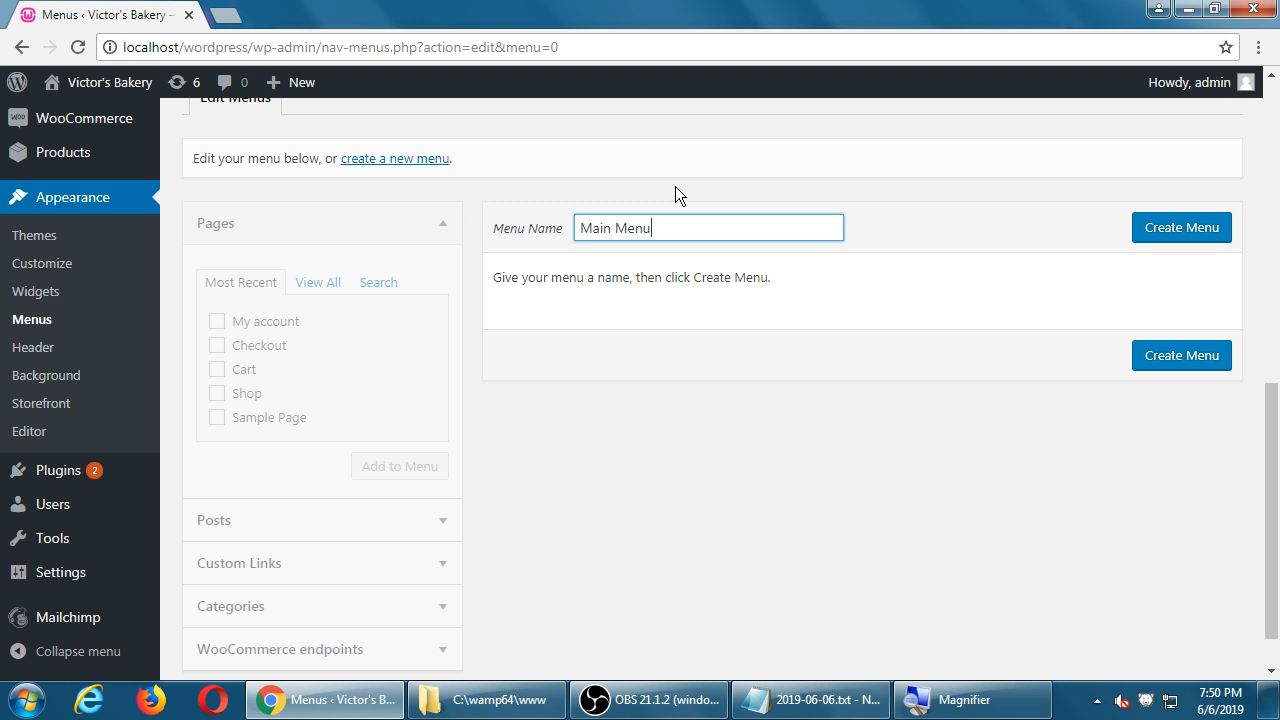 Menus ‹ Victor's Bakery –
localhost/wordpress/wp-admin/nav-menus.php?action=edit&menu=0
Victor's Bakery
6
0
New
Howdy, admin
WooCommerce
Products
Appearance
Themes
Customize
Widgets
Menus
Header
Background
Storefront
Editor
Plugins 2
Users
Tools
Settings
Mailchimp
Collapse menu
Edit Menus
Edit your menu below, or create a new menu.
Pages
Most Recent
View All
Search
My account
Checkout
Cart
Shop
Sample Page
Add to Menu
Posts
Custom Links
Categories
WooCommerce endpoints
Menu Name
Main Menu
Create Menu
Give your menu a name, then click Create Menu.
Create Menu
Menus ‹ Victor's B...
C:\wamp64\www
OBS 21.1.2 (windo...
2019-06-06.txt - N...
Magnifier
7:50 PM
6/6/2019